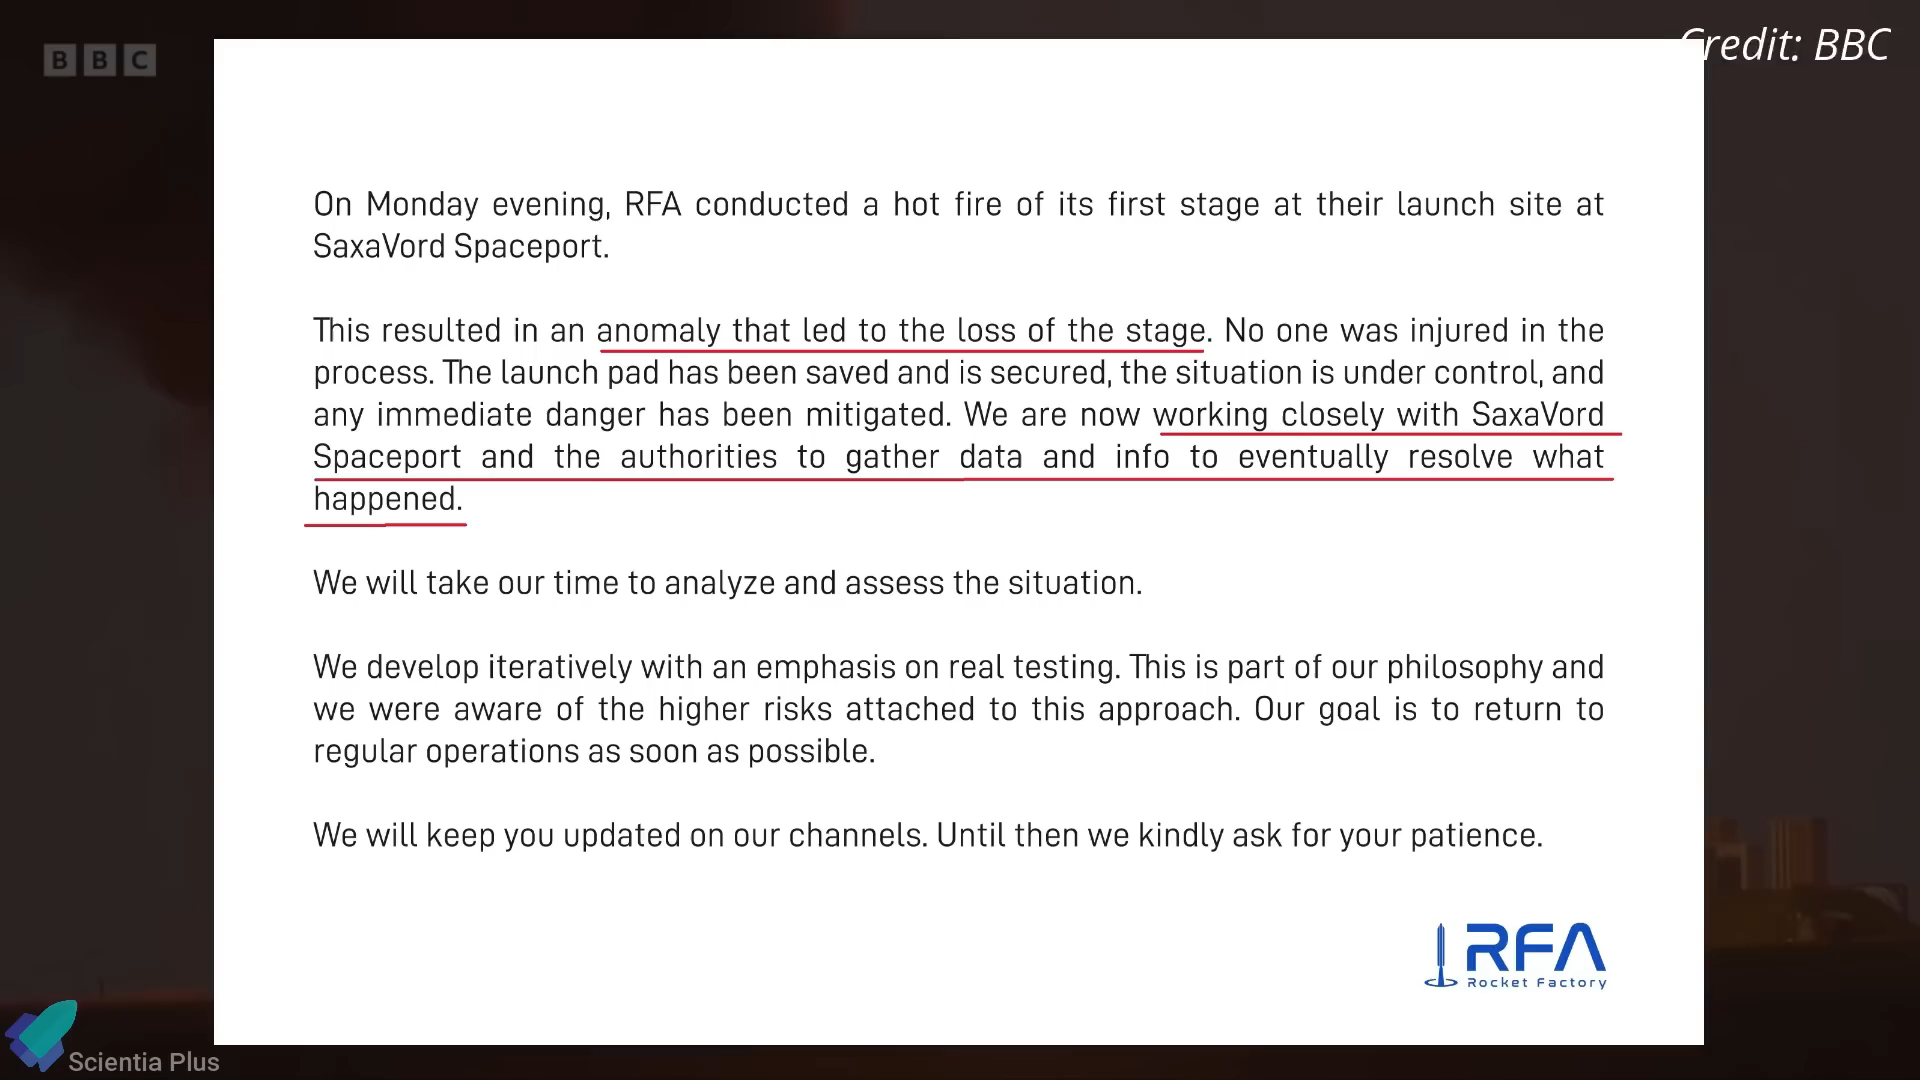 BBC
Credit: BBC
On Monday evening, RFA conducted a hot fire of its first stage at their launch site at
SaxaVord Spaceport.
This resulted in an anomaly that led to the loss of the stage. No one was injured in the
process. The launch pad has been saved and is secured, the situation is under control, and
any immediate danger has been mitigated. We are now working closely with SaxaVord
Spaceport and the authorities to gather data and info to eventually resolve what
happened.
We will take our time to analyze and assess the situation.
We develop iteratively with an emphasis on real testing. This is part of our philosophy and
we were aware of the higher risks attached to this approach. Our goal is to return to
regular operations as soon as possible.
We will keep you updated on our channels. Until then we kindly ask for your patience.
RFA
Rocket Factory
Scientia Plus